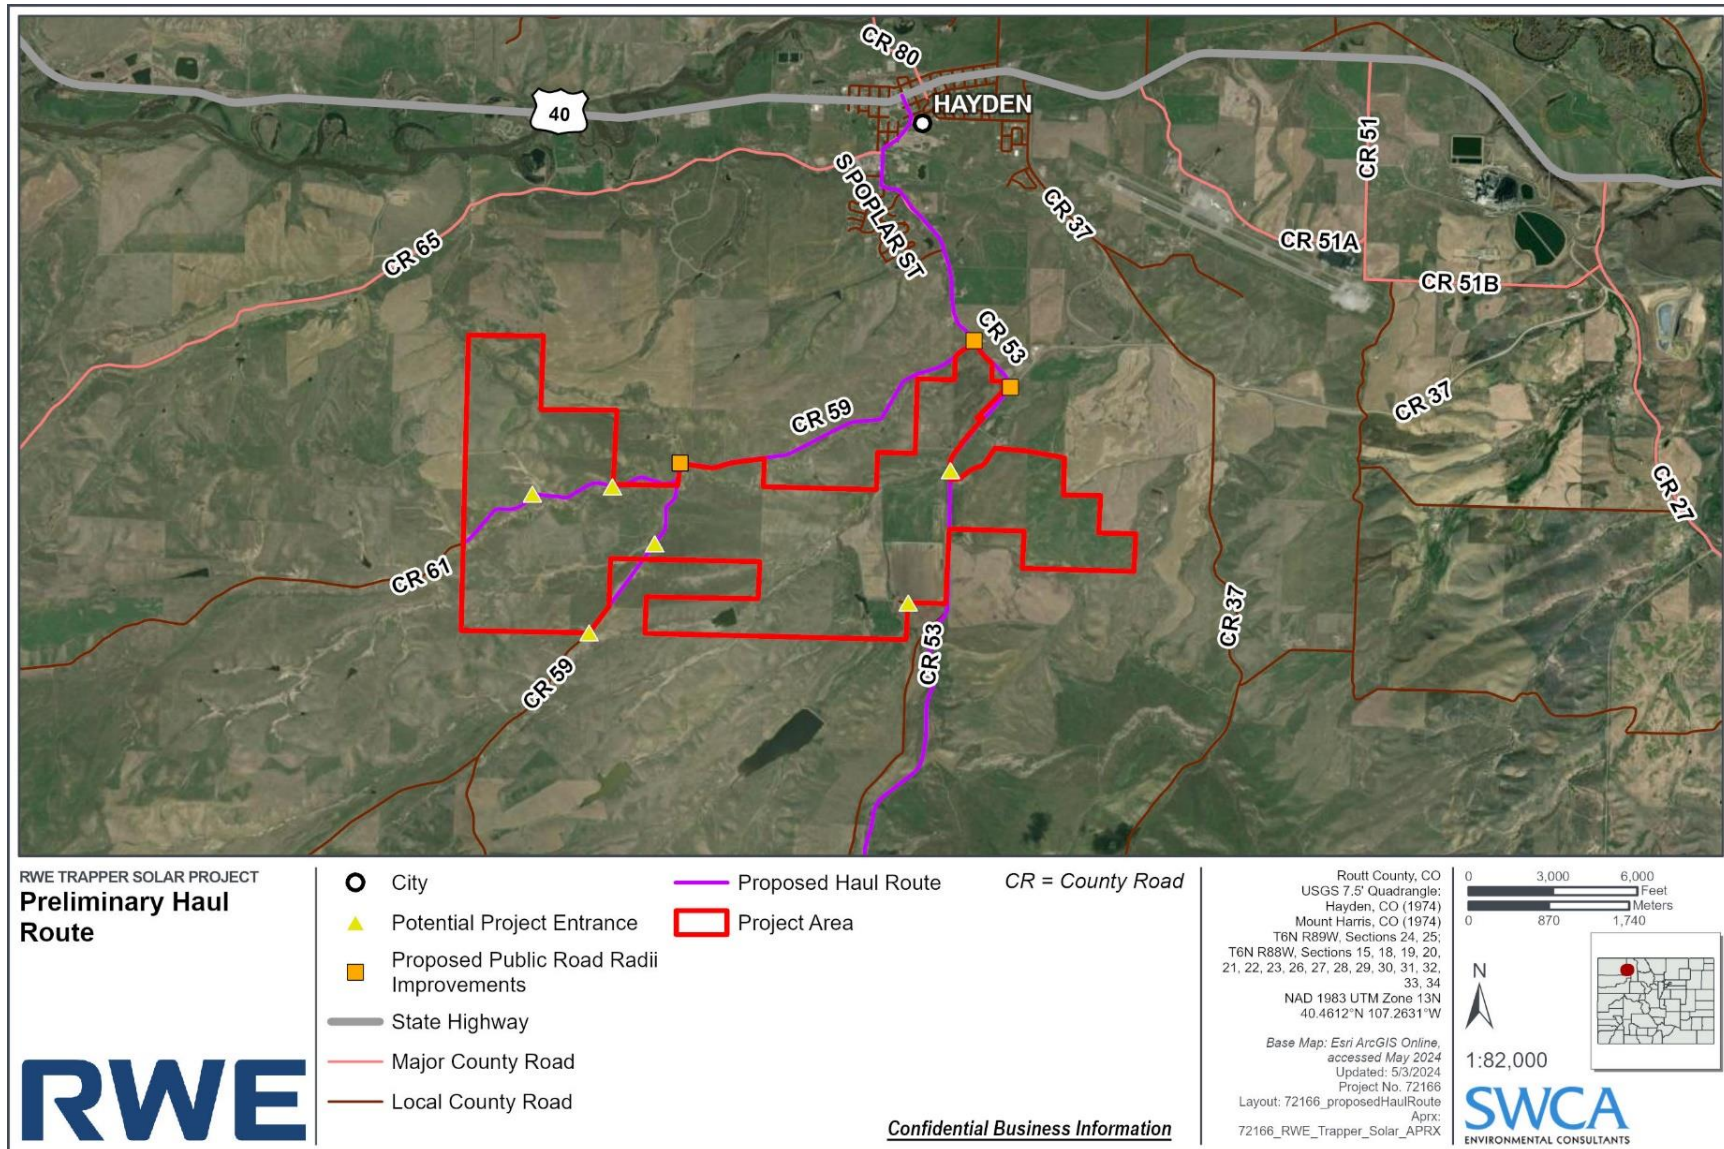 CR 80
HAYDEN
40
CR 51
S POPLAR ST
CR 37
CR 65
CR 51A
CR 51B
CR 53
CR 59
CR 37
CR 27
CR 61
CR 37
CR 53
CR 59
RWE TRAPPER SOLAR PROJECT
Preliminary Haul
Route
RWE
City
Potential Project Entrance
Proposed Public Road Radii
Improvements
State Highway
Major County Road
Local County Road
Proposed Haul Route
Project Area
CR = County Road
Confidential Business Information
Routt County, CO
USGS 7.5' Quadrangle:
Hayden, CO (1974)
Mount Harris, CO (1974)
T6N R89W, Sections 24, 25;
T6N R88W, Sections 15, 18, 19, 20,
21, 22, 23, 26, 27, 28, 29, 30, 31, 32,
33, 34
NAD 1983 UTM Zone 13N
40.4612°N 107.2631°W
Base Map: Esri ArcGIS Online,
accessed May 2024
Updated: 5/3/2024
Project No. 72166
Layout: 72166_proposedHaulRoute
Aprx:
72166_RWE_Trapper_Solar_APRX
0 3,000 6,000
Feet
Meters
0 870 1,740
N
1:82,000
SWCA
ENVIRONMENTAL CONSULTANTS